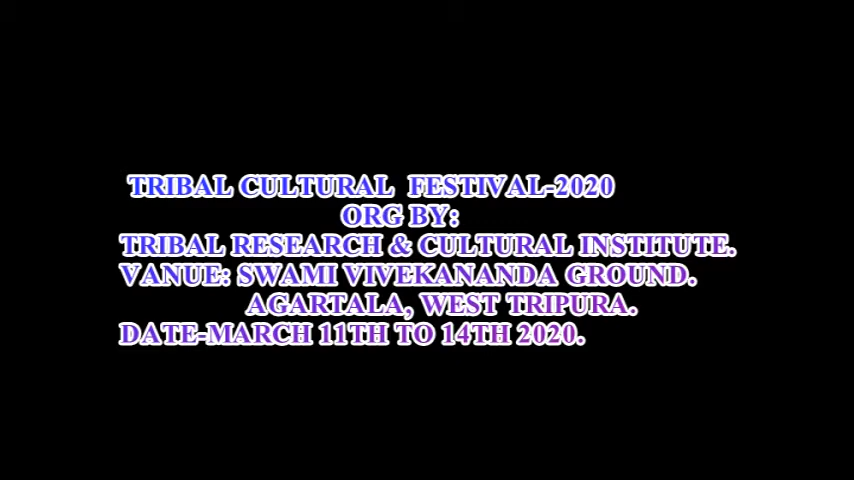 TRIBAL CULTURAL FESTIVAL-2020
ORG BY:
TRIBAL RESEARCH & CULTURAL INSTITUTE.
VANUE: SWAMI VIVEKANANDA GROUND.
AGARTALA, WEST TRIPURA.
DATE-MARCH 11TH TO 14TH 2020.